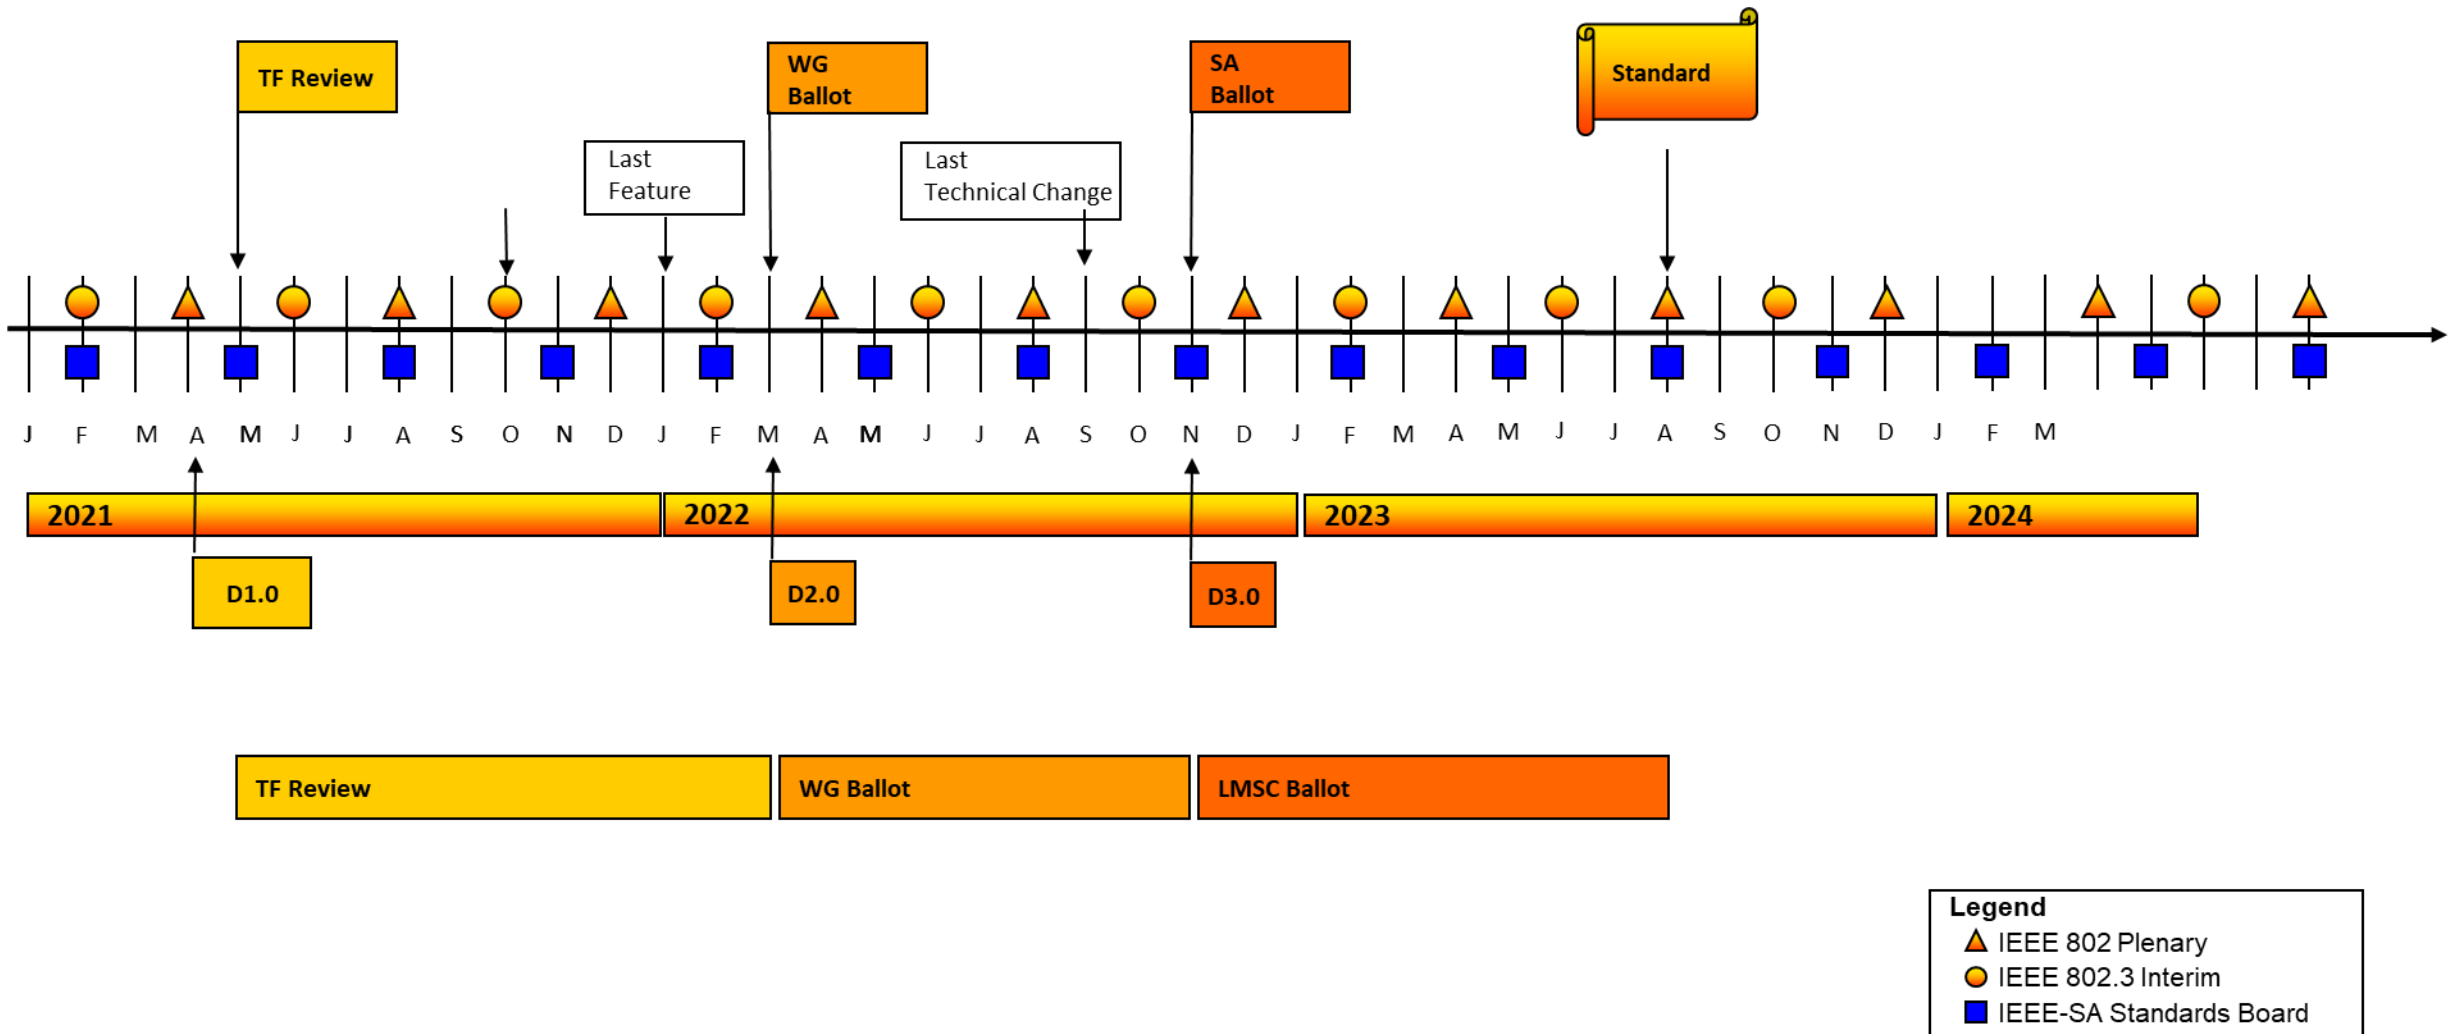 TF Review
WG
Ballot
SA
Ballot
Standard
Last
Feature
Last
Technical Change
J F M A M J J A S O N D J F M A M J J A S O N D J F M A M J J A S O N D J F M
2021 2022 2023 2024
D1.0 D2.0 D3.0
TF Review WG Ballot LMSC Ballot
Legend
IEEE 802 Plenary
IEEE 802.3 Interim
IEEE-SA Standards Board